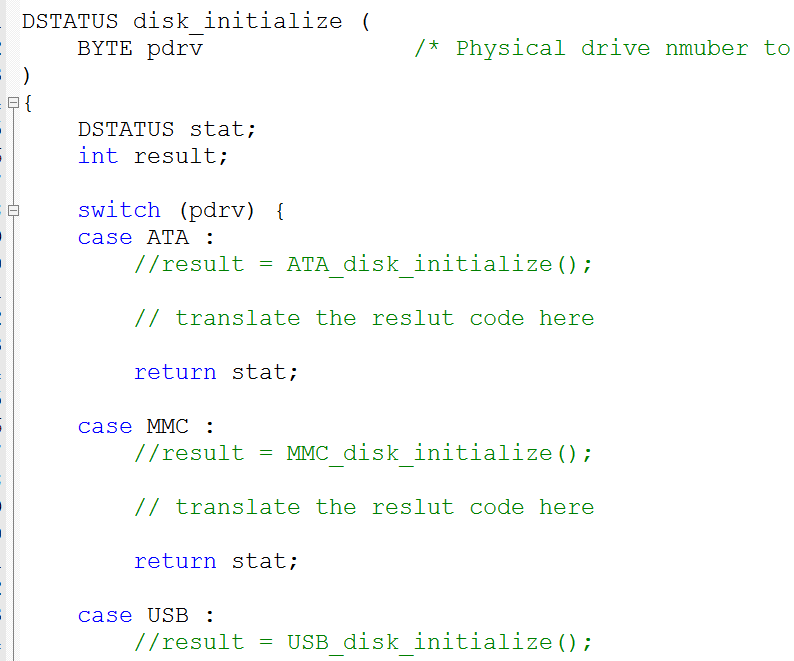 DSTATUS disk_initialize (
    BYTE pdrv               /* Physical drive nmuber to
)
{
    DSTATUS stat;
    int result;
    switch (pdrv) {
    case ATA :
        //result = ATA_disk_initialize();
        // translate the reslut code here
        return stat;
    case MMC :
        //result = MMC_disk_initialize();
        // translate the reslut code here
        return stat;
    case USB :
        //result = USB_disk_initialize();